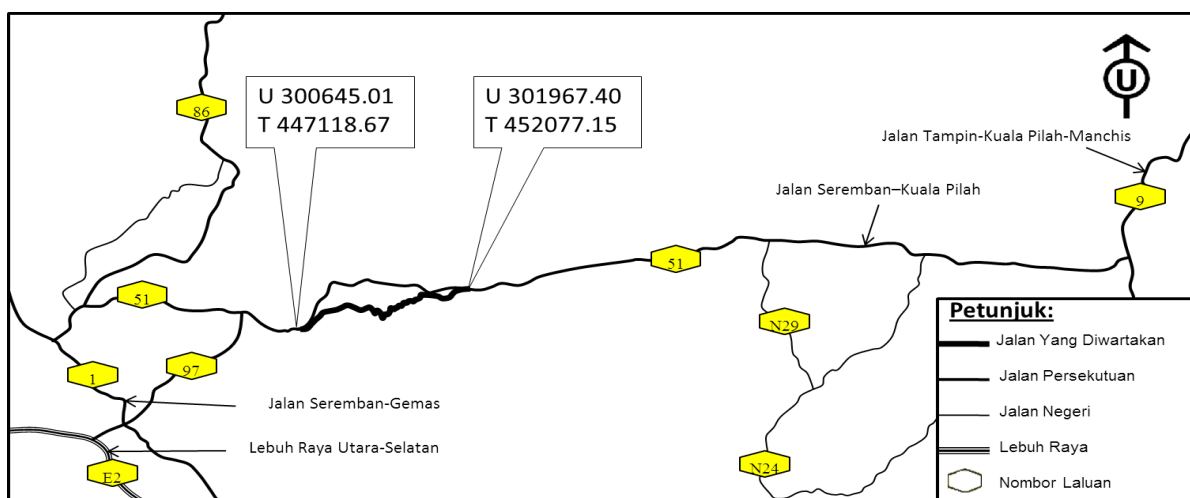 U 300645.01
T 447118.67
U 301967.40
T 452077.15
U
86
Jalan Tampin-Kuala Pilah-Manchis
Jalan Seremban–Kuala Pilah
9
51
51
N29
1
97
Jalan Seremban-Gemas
Lebuh Raya Utara-Selatan
E2
N24
Petunjuk:
Jalan Yang Diwartakan
Jalan Persekutuan
Jalan Negeri
Lebuh Raya
Nombor Laluan